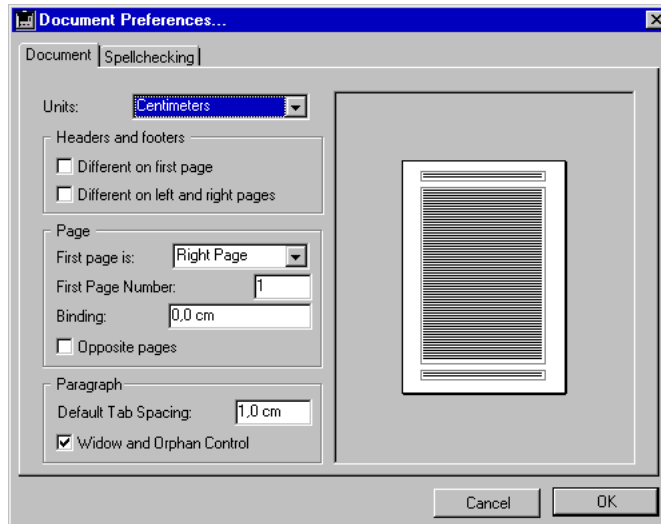 Document Preferences...
Document Spellchecking
Units: Centimeters
Headers and footers
Different on first page
Different on left and right pages
Page
First page is: Right Page
First Page Number: 1
Binding: 0,0 cm
Opposite pages
Paragraph
Default Tab Spacing: 1,0 cm
Widow and Orphan Control
Cancel OK